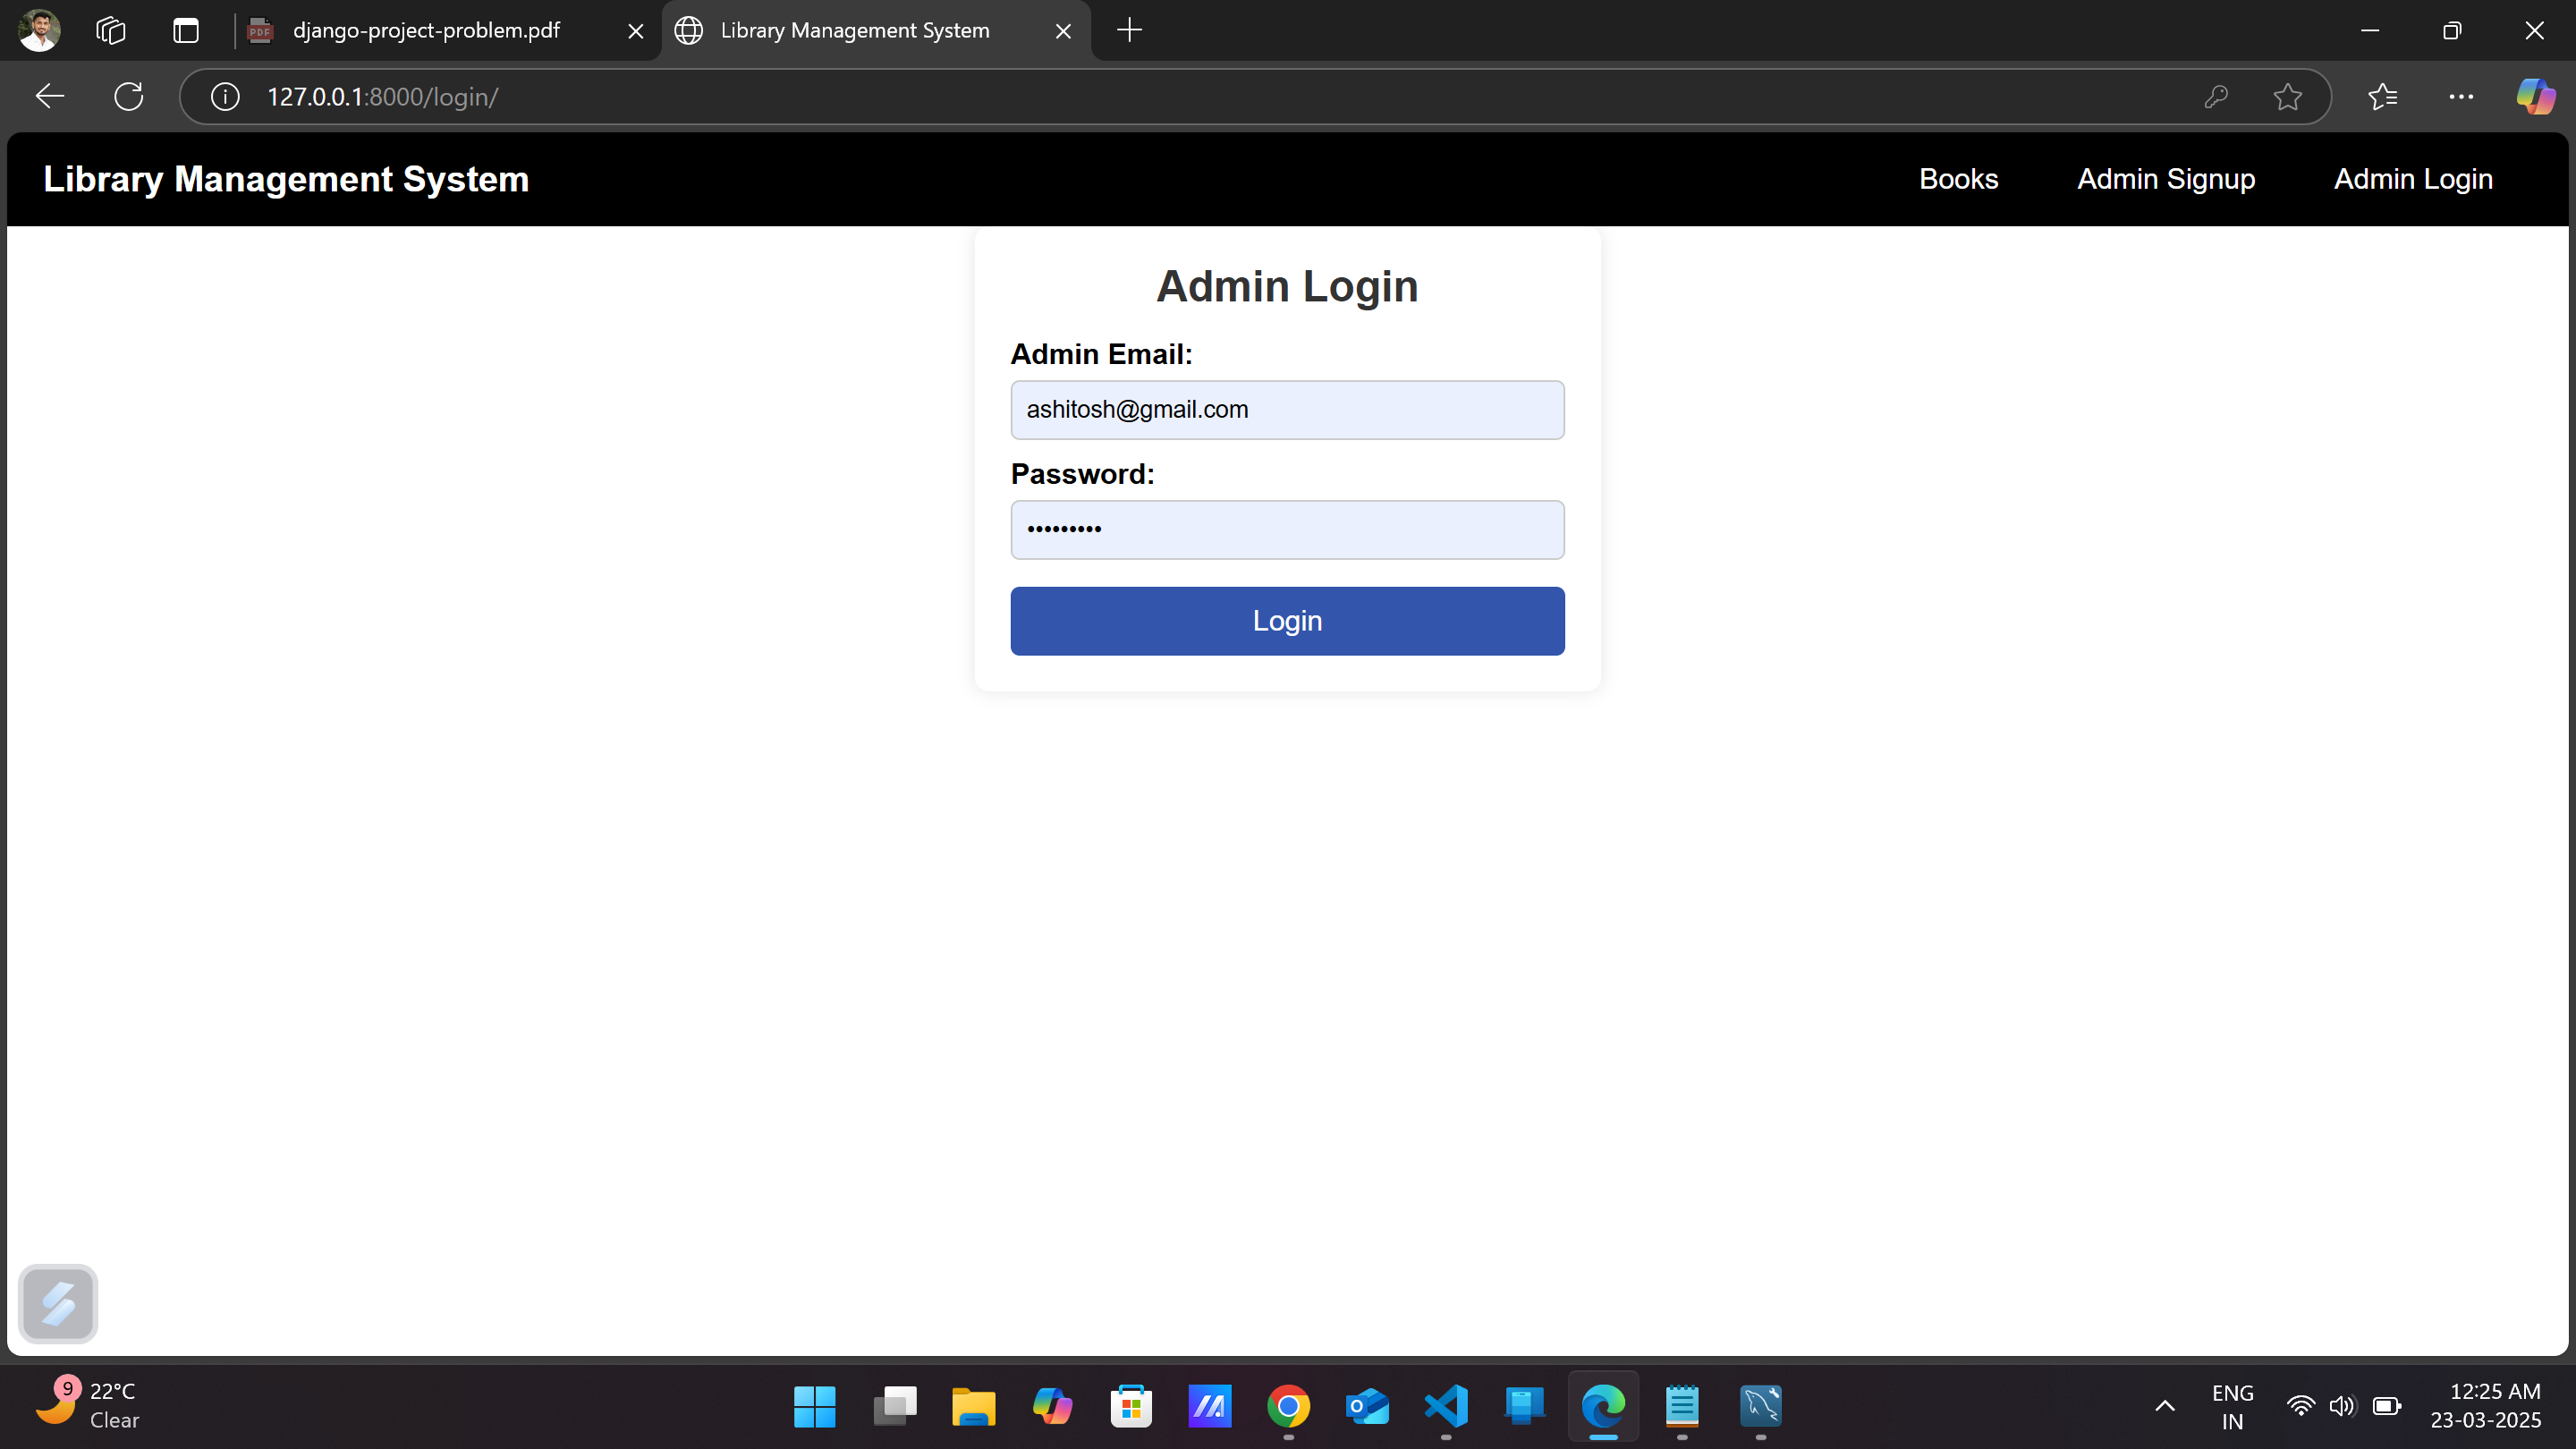 django-project-problem.pdf
Library Management System
127.0.0.1:8000/login/
Library Management System
Books
Admin Signup
Admin Login
Admin Login
Admin Email:
ashitosh@gmail.com
Password:
•••••••••
Login
9
22°C
Clear
ENG
IN
12:25 AM
23-03-2025